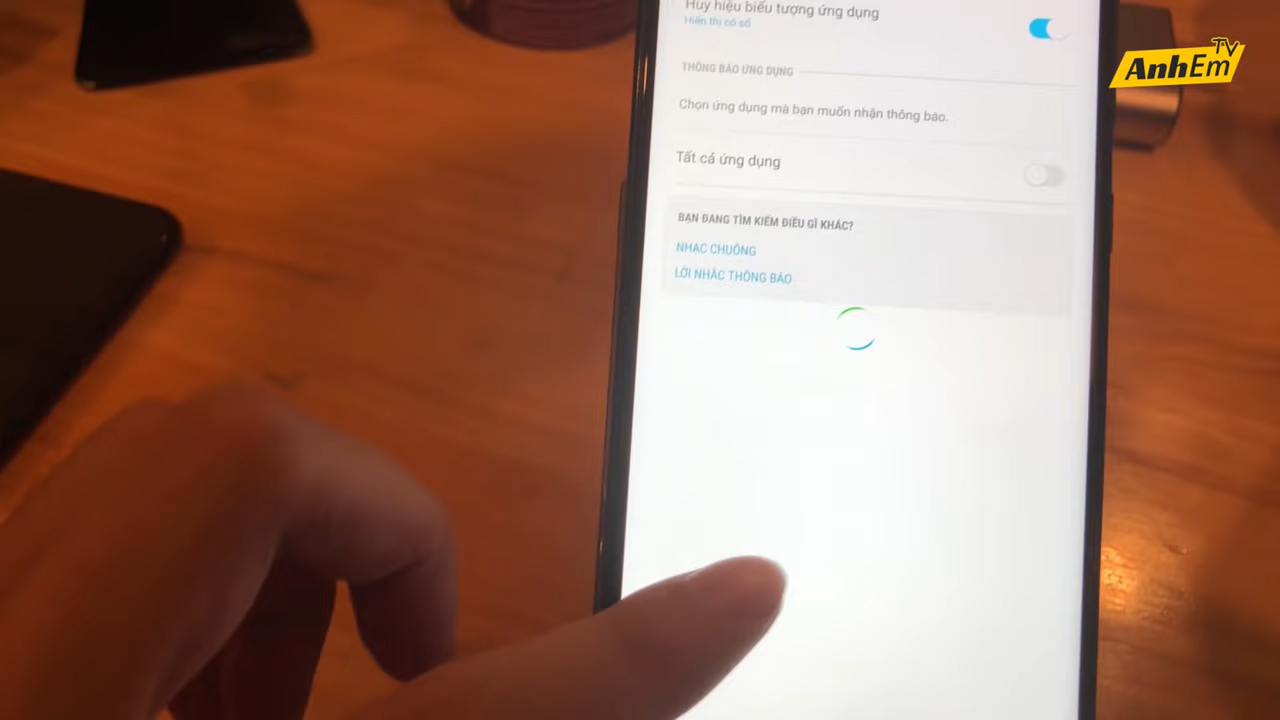 Huy hiệu biểu tượng ứng dụng
Hiển thị có số
THÔNG BÁO ỨNG DỤNG
Chọn ứng dụng mà bạn muốn nhận thông báo.
Tất cả ứng dụng
BẠN ĐANG TÌM KIẾM ĐIỀU GÌ KHÁC?
NHẠC CHUÔNG
LỜI NHẮC THÔNG BÁO
AnhEm TV